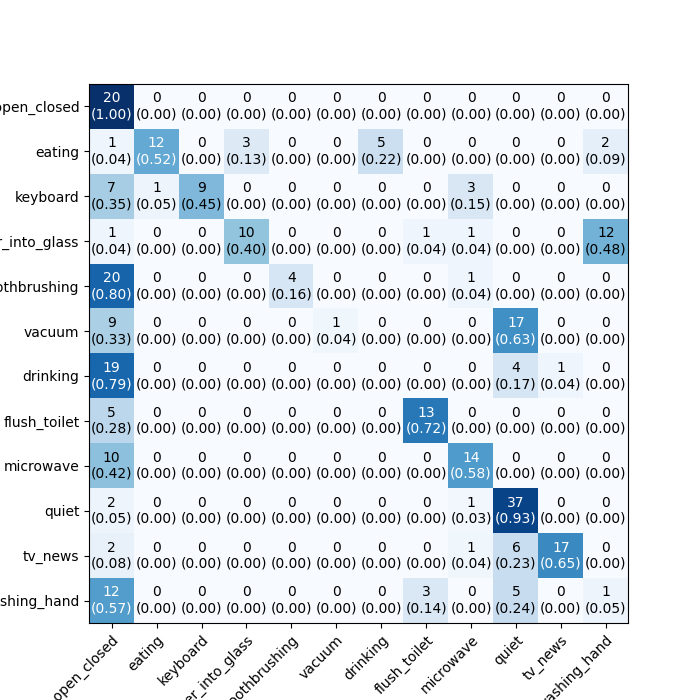 20 0 0 0 0 0 0 0 0 0 0 0
open_closed (1.00) (0.00) (0.00) (0.00) (0.00) (0.00) (0.00) (0.00) (0.00) (0.00) (0.00) (0.00)
1 12 0 3 0 0 5 0 0 0 0 2
eating (0.04) (0.52) (0.00) (0.13) (0.00) (0.00) (0.22) (0.00) (0.00) (0.00) (0.00) (0.09)
7 1 9 0 0 0 0 0 3 0 0 0
keyboard (0.35) (0.05) (0.45) (0.00) (0.00) (0.00) (0.00) (0.00) (0.15) (0.00) (0.00) (0.00)
1 0 0 10 0 0 0 1 1 0 0 12
r_into_glass (0.04) (0.00) (0.00) (0.40) (0.00) (0.00) (0.00) (0.04) (0.04) (0.00) (0.00) (0.48)
20 0 0 0 4 0 0 0 1 0 0 0
othbrushing (0.80) (0.00) (0.00) (0.00) (0.16) (0.00) (0.00) (0.00) (0.04) (0.00) (0.00) (0.00)
9 0 0 0 0 1 0 0 0 17 0 0
vacuum (0.33) (0.00) (0.00) (0.00) (0.00) (0.04) (0.00) (0.00) (0.00) (0.63) (0.00) (0.00)
19 0 0 0 0 0 0 0 0 4 1 0
drinking (0.79) (0.00) (0.00) (0.00) (0.00) (0.00) (0.00) (0.00) (0.00) (0.17) (0.04) (0.00)
5 0 0 0 0 0 0 13 0 0 0 0
flush_toilet (0.28) (0.00) (0.00) (0.00) (0.00) (0.00) (0.00) (0.72) (0.00) (0.00) (0.00) (0.00)
10 0 0 0 0 0 0 0 14 0 0 0
microwave (0.42) (0.00) (0.00) (0.00) (0.00) (0.00) (0.00) (0.00) (0.58) (0.00) (0.00) (0.00)
2 0 0 0 0 0 0 0 1 37 0 0
quiet (0.05) (0.00) (0.00) (0.00) (0.00) (0.00) (0.00) (0.00) (0.03) (0.93) (0.00) (0.00)
2 0 0 0 0 0 0 0 1 6 17 0
tv_news (0.08) (0.00) (0.00) (0.00) (0.00) (0.00) (0.00) (0.00) (0.04) (0.23) (0.65) (0.00)
12 0 0 0 0 0 0 3 0 5 0 1
shing_hand (0.57) (0.00) (0.00) (0.00) (0.00) (0.00) (0.00) (0.14) (0.00) (0.24) (0.00) (0.05)
open_closed eating keyboard er_into_glass oothbrushing vacuum drinking flush_toilet microwave quiet tv_news ashing_hand